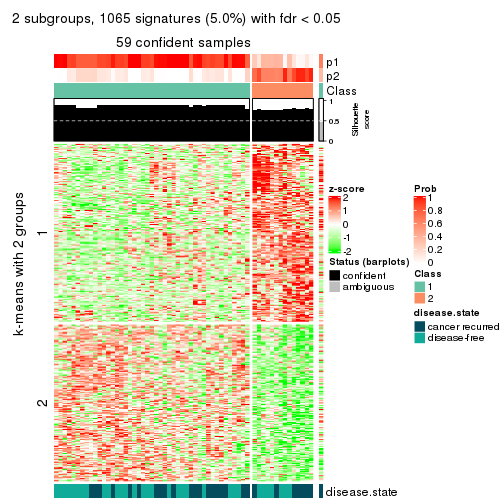 2 subgroups, 1065 signatures (5.0%) with fdr < 0.05
59 confident samples
p1
p2
Class
1
0.5
0
Silhouette
score
k-means with 2 groups
1
2
disease.state
z-score
2
1
0
-1
-2
Status (barplots)
confident
ambiguous
Prob
1
0.8
0.6
0.4
0.2
0
Class
1
2
disease.state
cancer recurred
disease-free